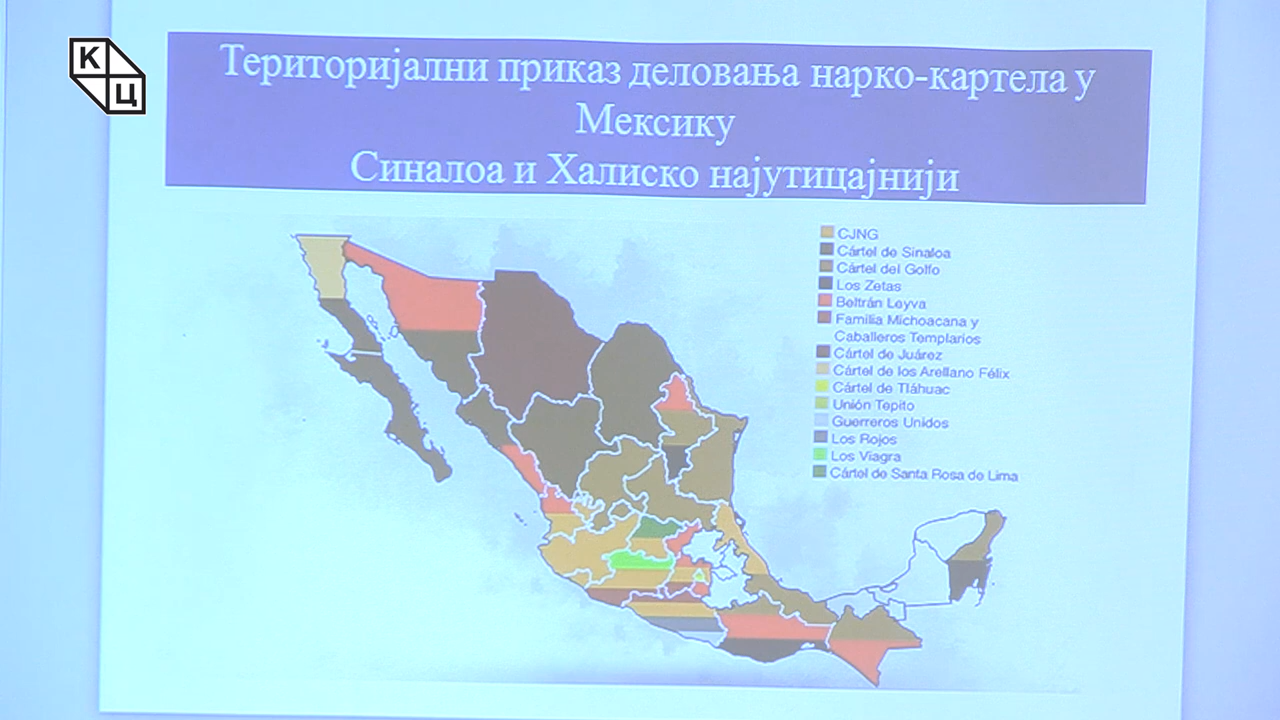 К
Ц
Територијални приказ деловања нарко-картела у
Мексику
Синалоа и Халиско најутицајнији
CJNG
Cártel de Sinaloa
Cártel del Golfo
Los Zetas
Beltrán Leyva
Familia Michoacana y
Caballeros Templarios
Cártel de Juárez
Cártel de los Arellano Félix
Cártel de Tláhuac
Unión Tepito
Guerreros Unidos
Los Rojos
Los Viagra
Cártel de Santa Rosa de Lima